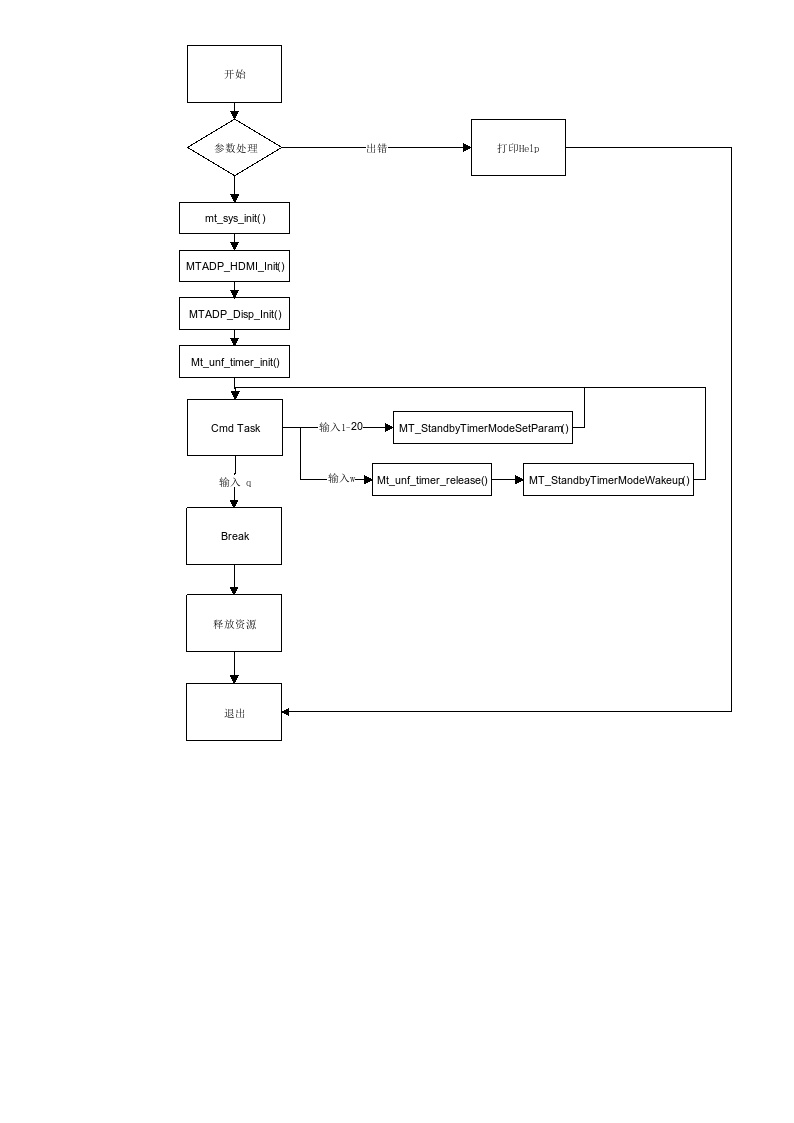 开始
参数处理
出错
打印Help
mt_sys_init()
MTADP_HDMI_Init()
MTADP_Disp_Init()
Mt_unf_timer_init()
Cmd Task
输入1-20
MT_StandbyTimerModeSetParam()
输入w
Mt_unf_timer_release()
MT_StandbyTimerModeWakeup()
输入 q
Break
释放资源
退出